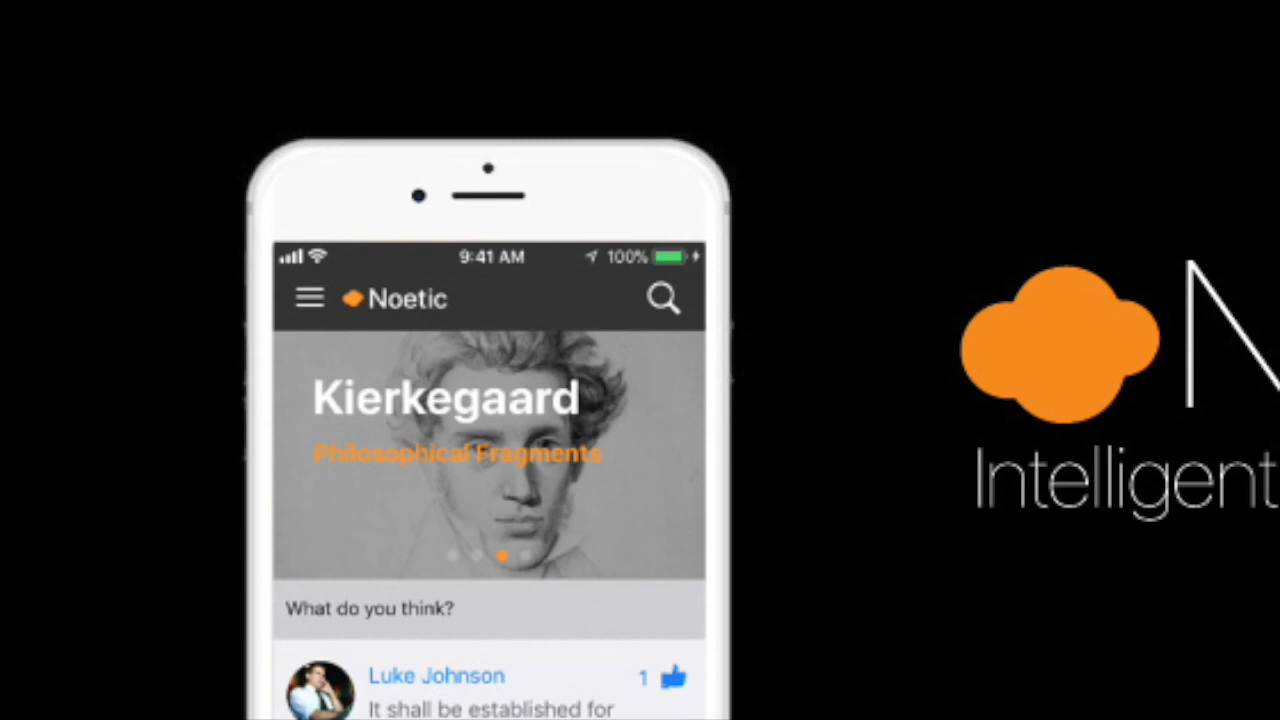 9:41 AM 100%
Noetic
Kierkegaard
Philosophical Fragments
What do you think?
Luke Johnson 1
It shall be established for
N
Intelligent